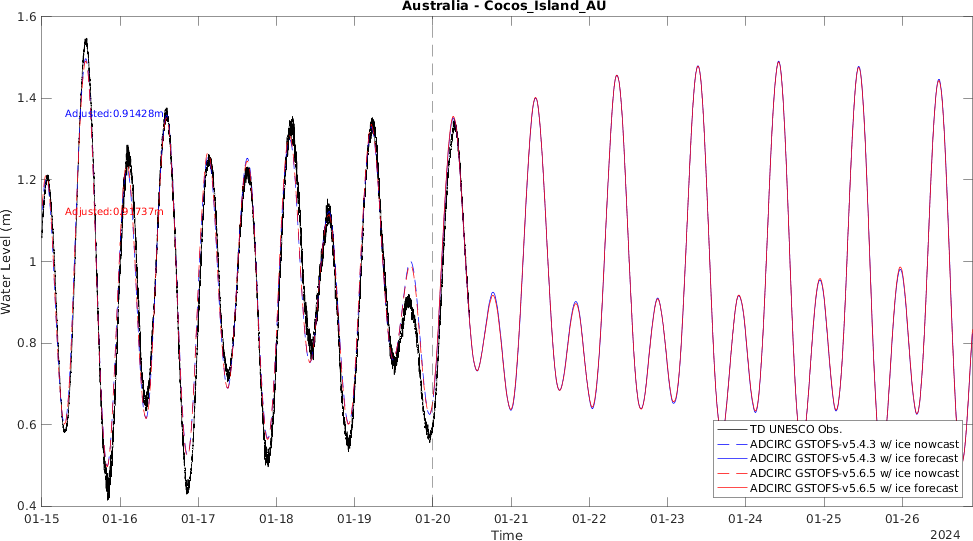 Australia - Cocos_Island_AU
1.6
1.4
1.2
1
0.8
0.6
0.4
Water Level (m)
Adjusted:0.91428m
Adjusted:0.91737m
TD UNESCO Obs.
ADCIRC GSTOFS-v5.4.3 w/ ice nowcast
ADCIRC GSTOFS-v5.4.3 w/ ice forecast
ADCIRC GSTOFS-v5.6.5 w/ ice nowcast
ADCIRC GSTOFS-v5.6.5 w/ ice forecast
01-15 01-16 01-17 01-18 01-19 01-20 01-21 01-22 01-23 01-24 01-25 01-26
Time
2024